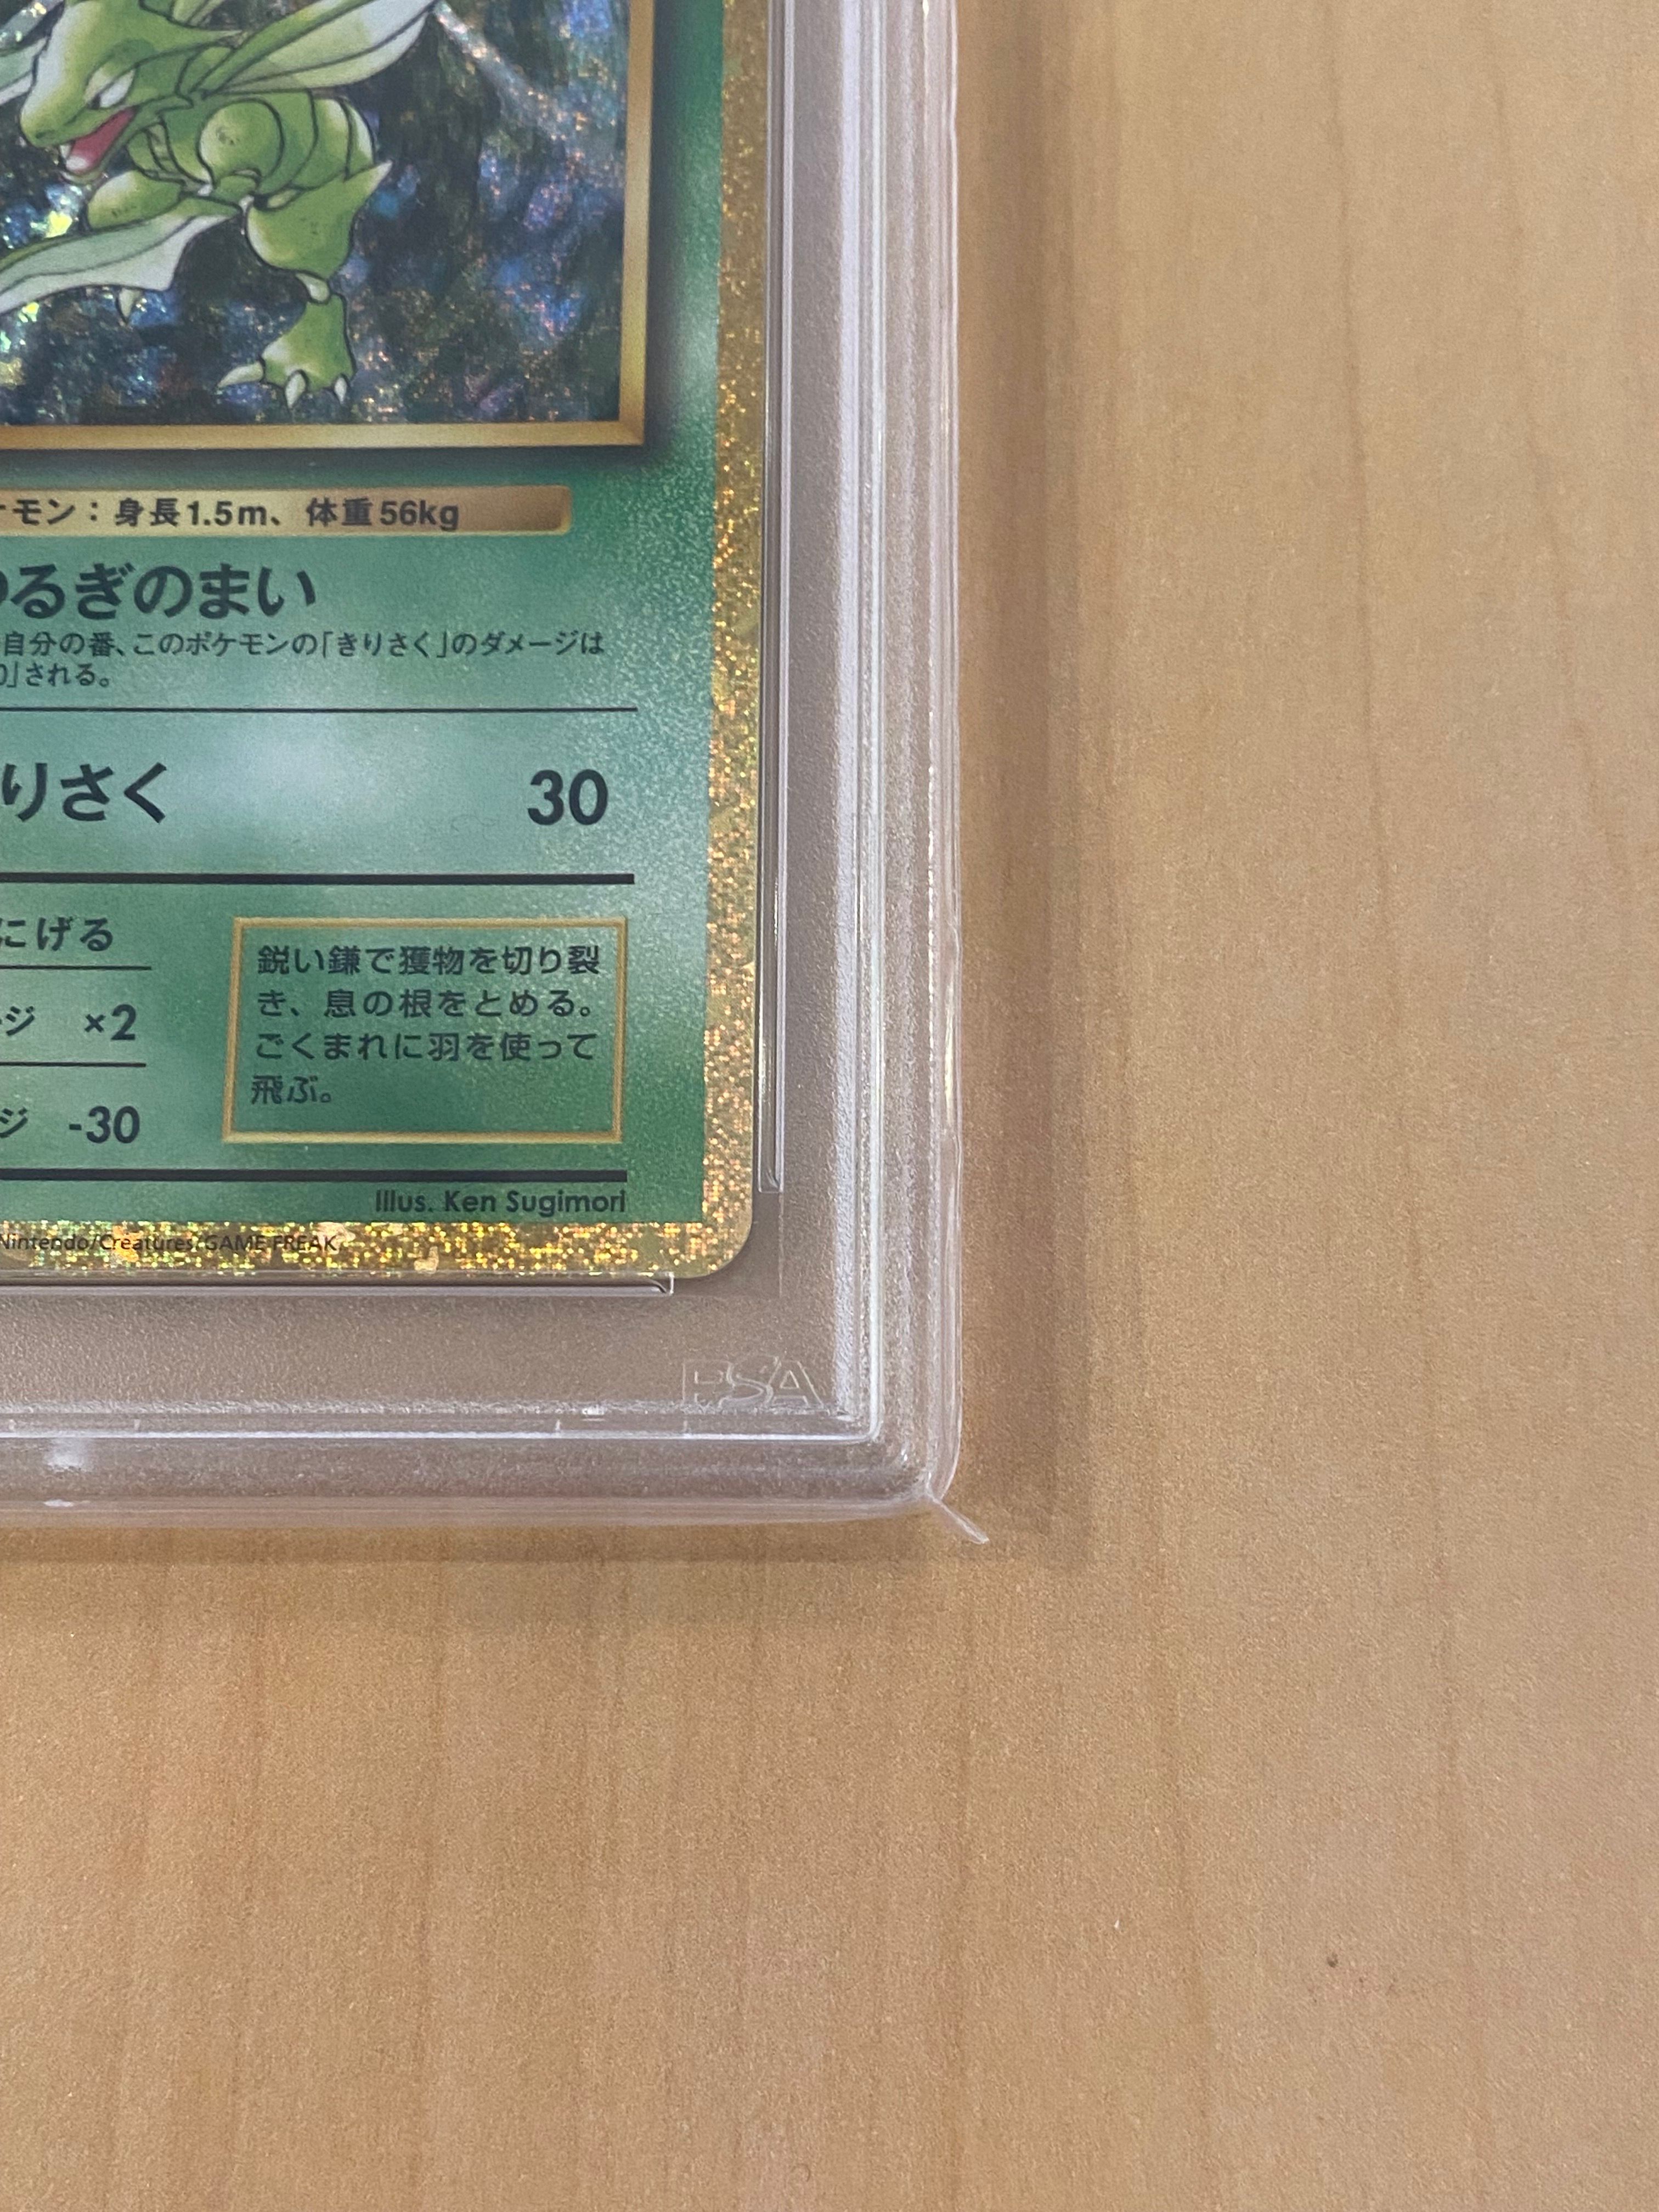 モン：身長1.5m、体重56kg
るぎのまい
自分の番、このポケモンの「きりさく」のダメージは
0」される。
りさく 30
にげる
ジ ×2
ジ -30
鋭い鎌で獲物を切り裂
き、息の根をとめる。
ごくまれに羽を使って
飛ぶ。
Illus. Ken Sugimori
Nintendo/Creatures/GAME FREAK
PSA